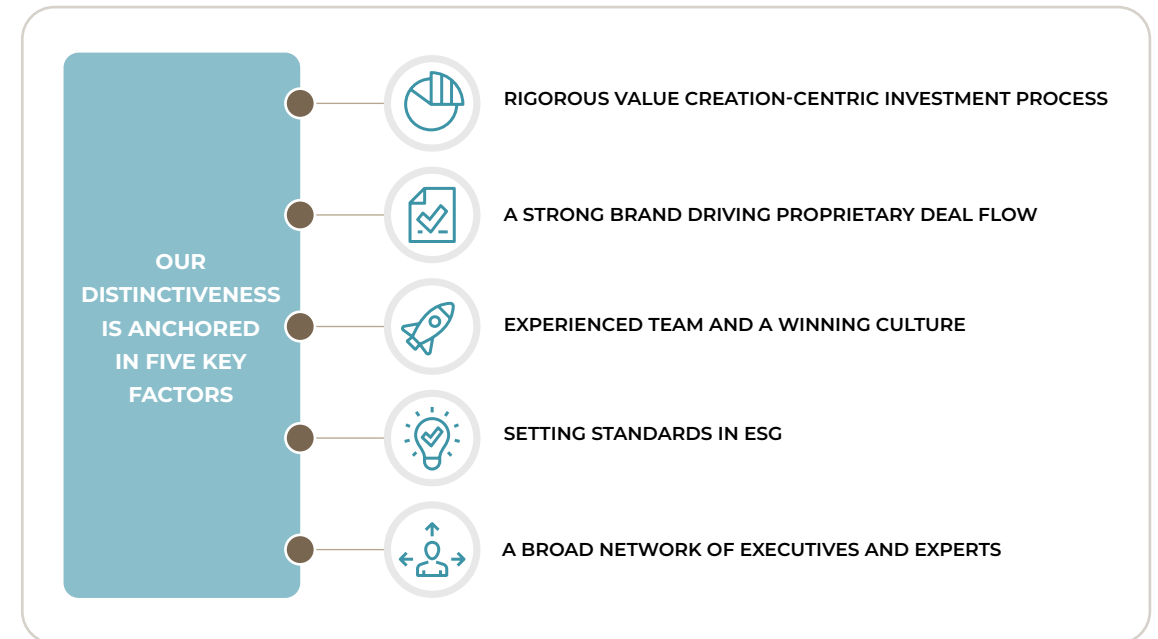 OUR
DISTINCTIVENESS
IS ANCHORED
IN FIVE KEY
FACTORS
RIGOROUS VALUE CREATION-CENTRIC INVESTMENT PROCESS
A STRONG BRAND DRIVING PROPRIETARY DEAL FLOW
EXPERIENCED TEAM AND A WINNING CULTURE
SETTING STANDARDS IN ESG
A BROAD NETWORK OF EXECUTIVES AND EXPERTS